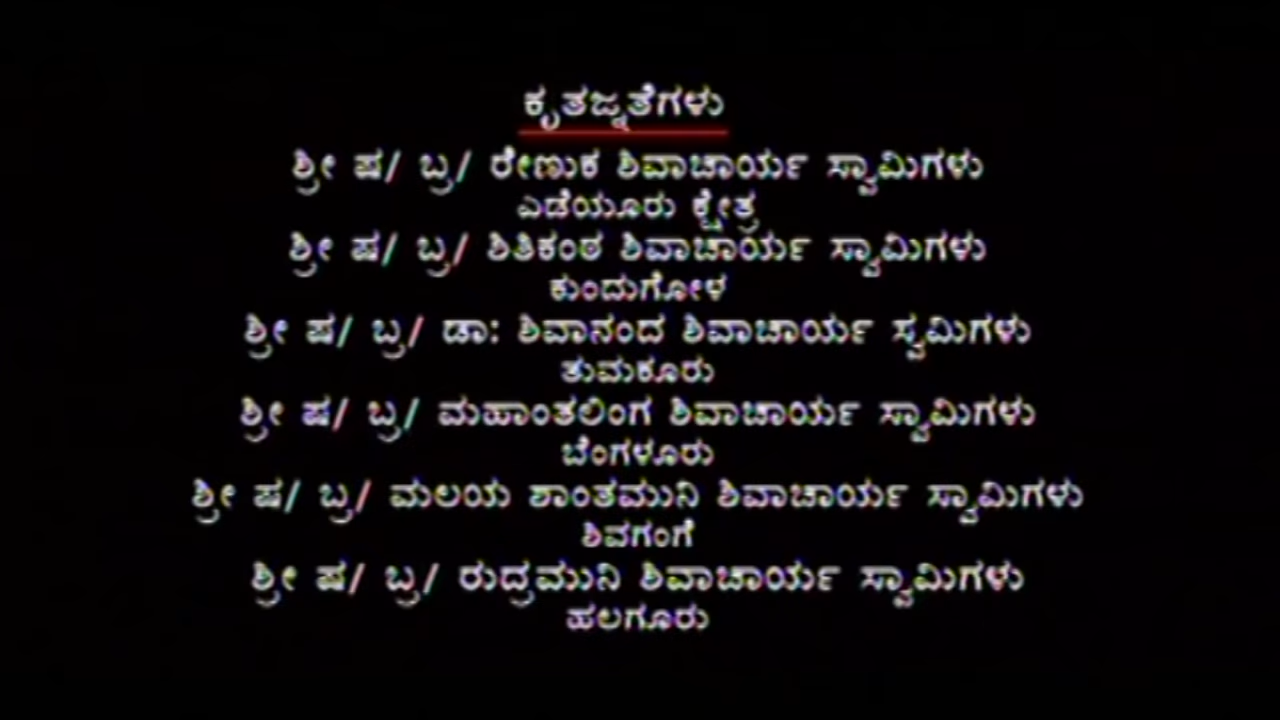 ಕೃತಜ್ಞತೆಗಳು
ಶ್ರೀ ಷ/ ಬ್ರ/ ರೇಣುಕ ಶಿವಾಚಾರ್ಯ ಸ್ವಾಮಿಗಳು
ಎಡೆಯೂರು ಕ್ಷೇತ್ರ
ಶ್ರೀ ಷ/ ಬ್ರ/ ಶಿತಿಕಂಠ ಶಿವಾಚಾರ್ಯ ಸ್ವಾಮಿಗಳು
ಕುಂದುಗೋಳ
ಶ್ರೀ ಷ/ ಬ್ರ/ ಡಾ: ಶಿವಾನಂದ ಶಿವಾಚಾರ್ಯ ಸ್ವಮಿಗಳು
ತುಮಕೂರು
ಶ್ರೀ ಷ/ ಬ್ರ/ ಮಹಾಂತಲಿಂಗ ಶಿವಾಚಾರ್ಯ ಸ್ವಾಮಿಗಳು
ಬೆಂಗಳೂರು
ಶ್ರೀ ಷ/ ಬ್ರ/ ಮಲಯ ಶಾಂತಮುನಿ ಶಿವಾಚಾರ್ಯ ಸ್ವಾಮಿಗಳು
ಶಿವಗಂಗೆ
ಶ್ರೀ ಷ/ ಬ್ರ/ ರುದ್ರಮುನಿ ಶಿವಾಚಾರ್ಯ ಸ್ವಾಮಿಗಳು
ಹಲಗೂರು